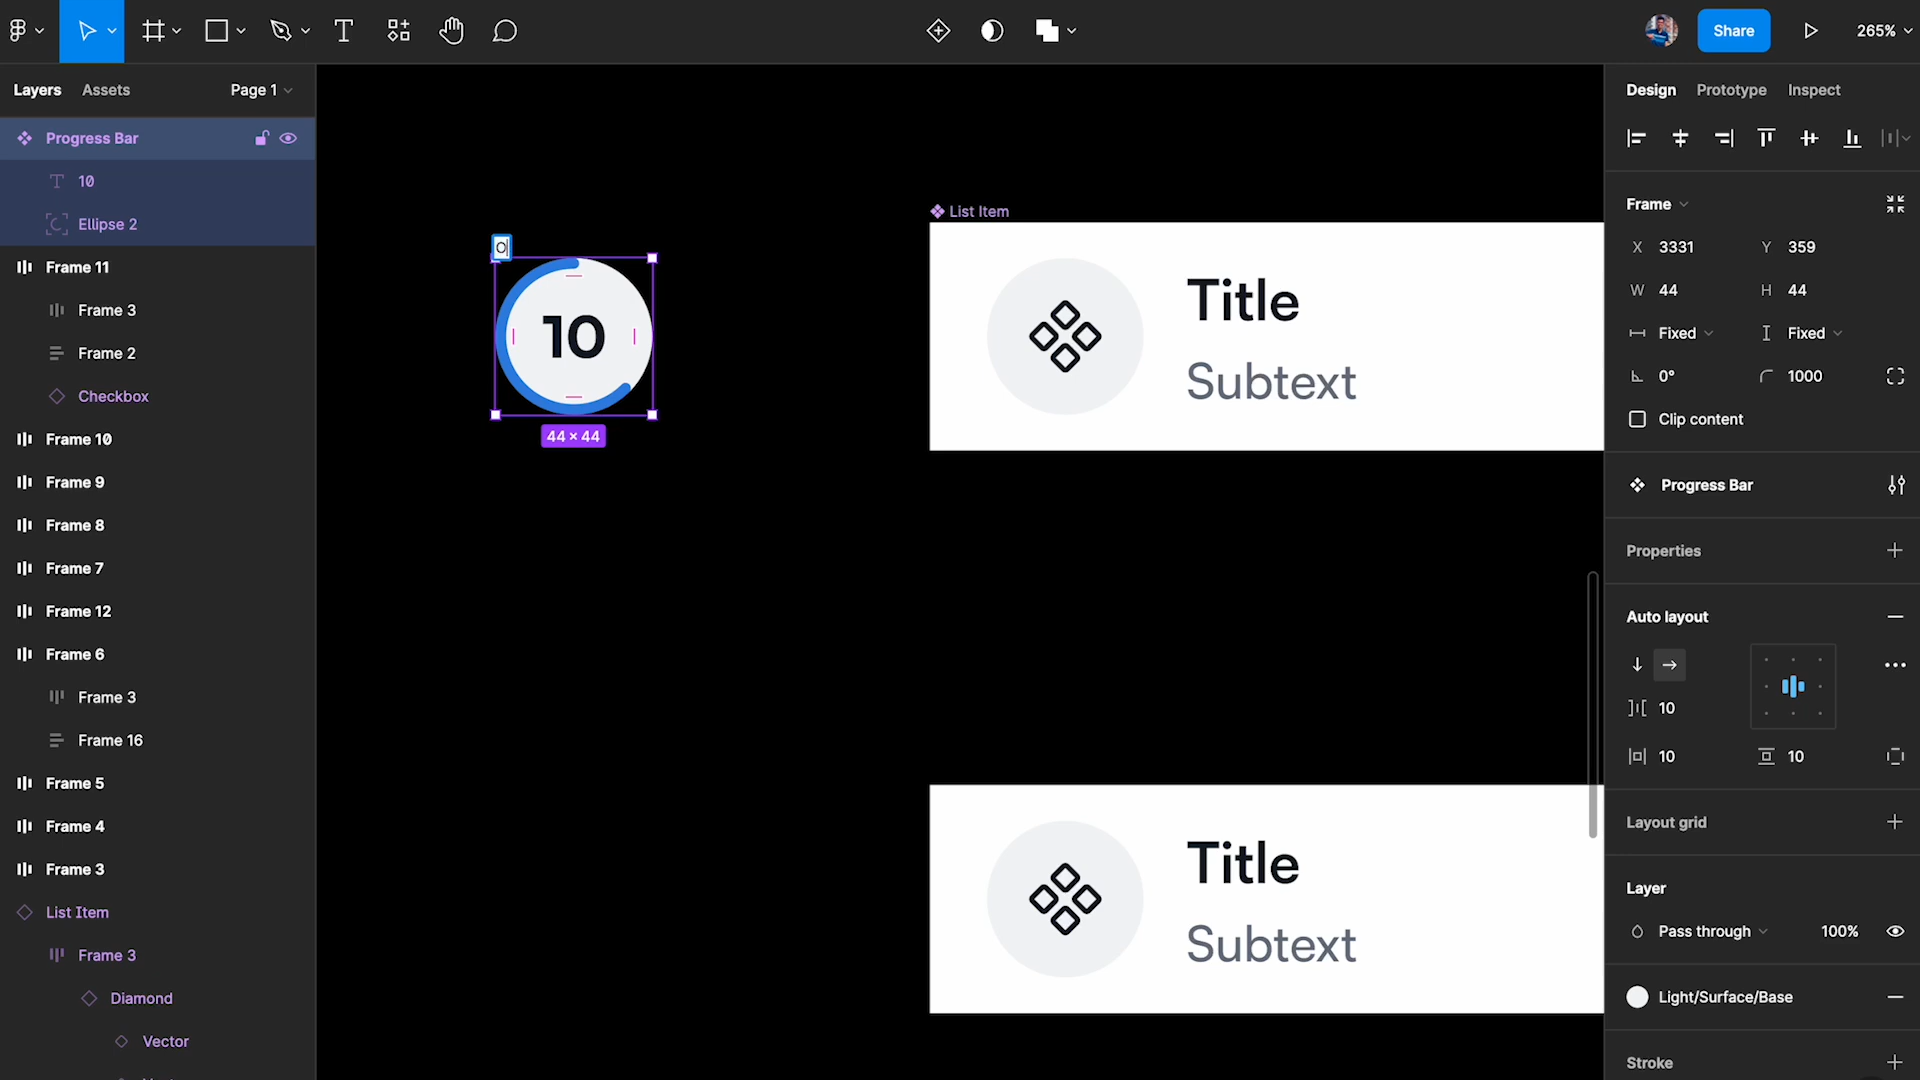 Share
265%
Layers
Assets
Page 1
Progress Bar
10
Ellipse 2
Frame 11
Frame 3
Frame 2
Checkbox
Frame 10
Frame 9
Frame 8
Frame 7
Frame 12
Frame 6
Frame 3
Frame 16
Frame 5
Frame 4
Frame 3
List Item
Frame 3
Diamond
Vector
O
10
44 × 44
List Item
Title
Subtext
Title
Subtext
Design
Prototype
Inspect
Frame
X 3331
Y 359
W 44
H 44
Fixed
Fixed
0°
1000
Clip content
Progress Bar
Properties
Auto layout
10
10
10
Layout grid
Layer
Pass through
100%
Light/Surface/Base
Stroke